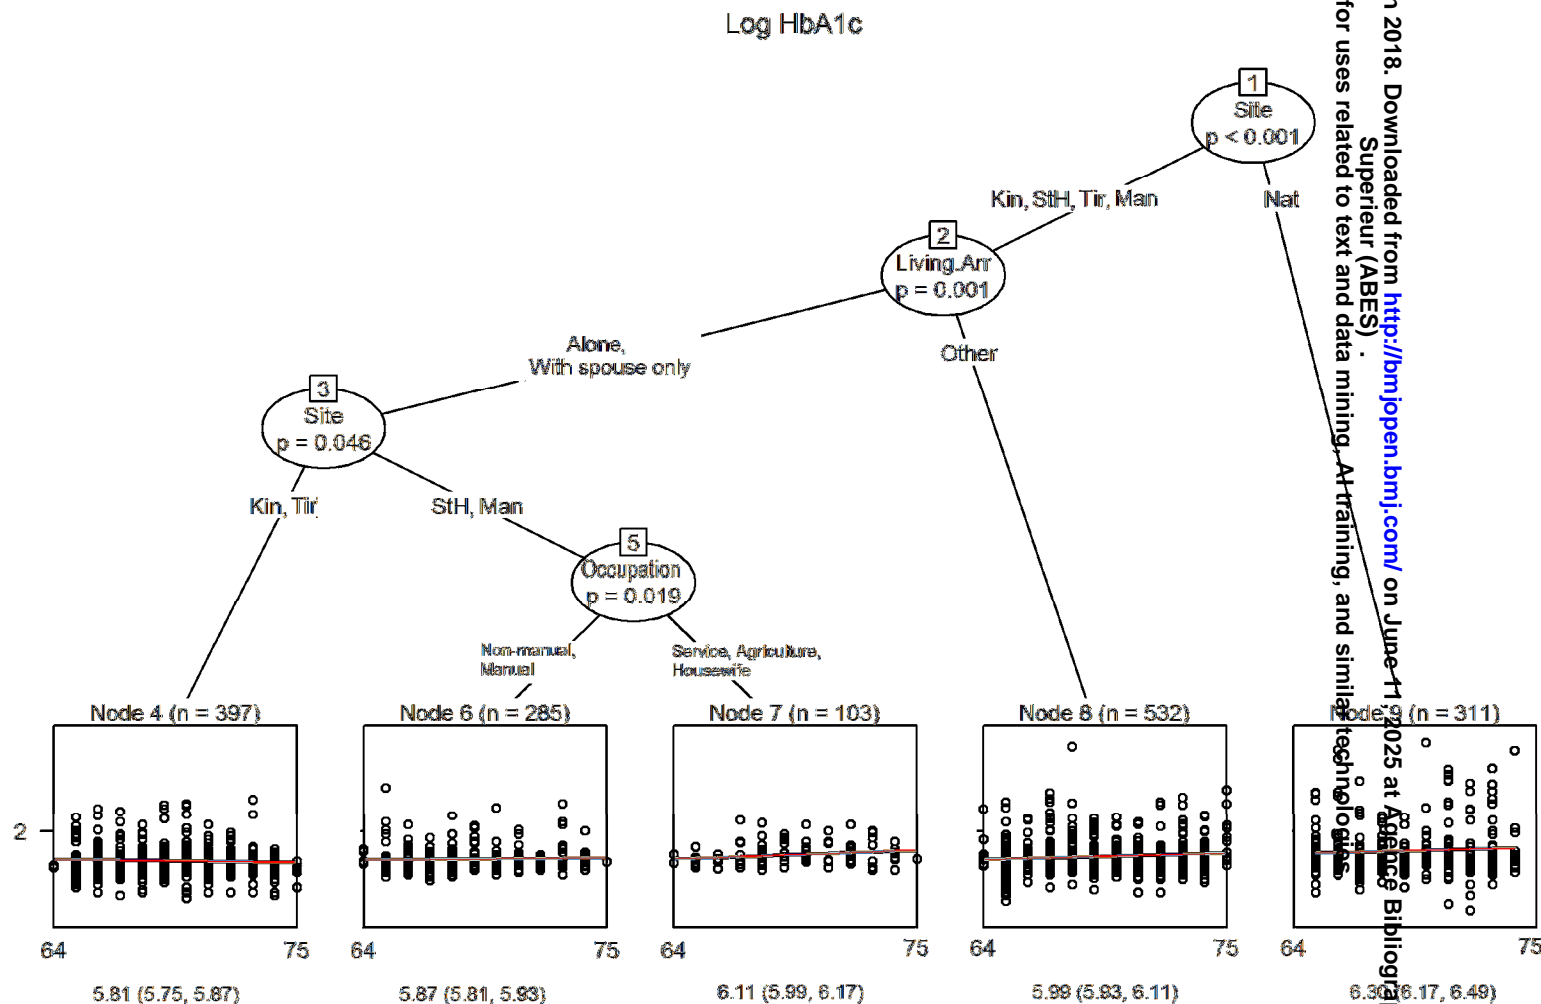 Log HbA1c
1
Site
p < 0.001
Kin, StH, Tir, Man
Nat
2
Living.Arr
p = 0.001
Alone,
With spouse only
Other
3
Site
p = 0.046
Kin, Tir
StH, Man
5
Occupation
p = 0.019
Non-manual,
Manual
Service, Agriculture,
Housewife
Node 4 (n = 397)
Node 6 (n = 285)
Node 7 (n = 103)
Node 8 (n = 532)
Node 9 (n = 311)
2
64
75
64
75
64
75
64
75
64
75
5.81 (5.75, 5.87)
5.87 (5.81, 5.93)
6.11 (5.99, 6.17)
5.99 (5.93, 6.11)
6.30 (6.17, 6.49)
2018. Downloaded from http://bmjopen.bmj.com/ on June 11, 2025 at Agence Bibliogra
Superieur (ABES) .
for uses related to text and data mining, AI training, and similar technologies